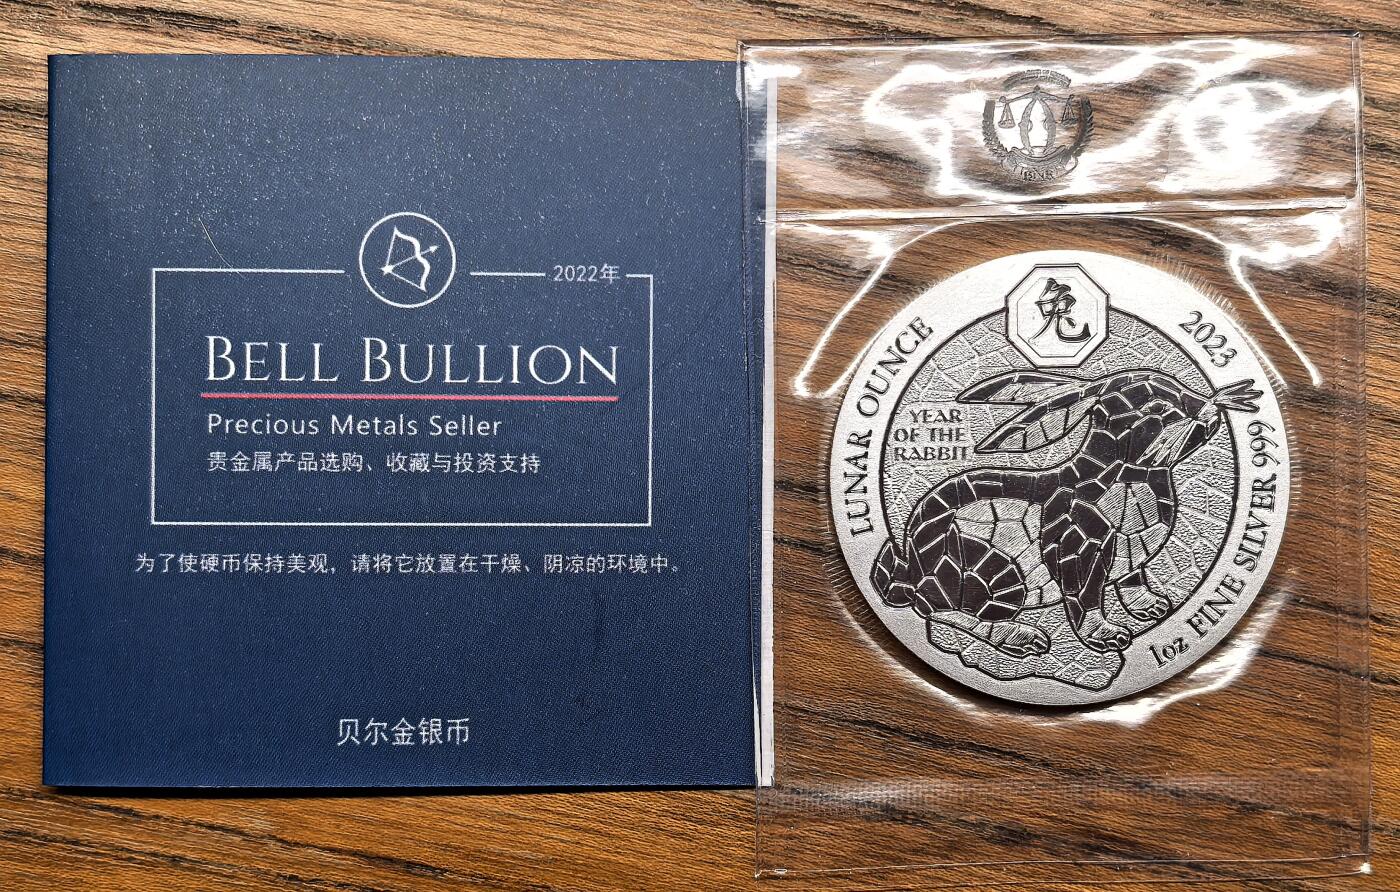 2022年
BELL BULLION
Precious Metals Seller
贵金属产品选购、收藏与投资支持
为了使硬币保持美观，请将它放置在干燥、阴凉的环境中。
贝尔金银币
BNR
兔
LUNAR OUNCE
2023
YEAR
OF THE
RABBIT
1oz FINE SILVER 999